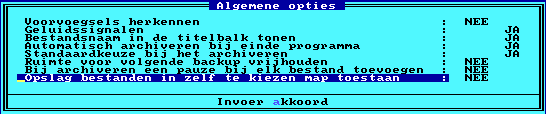 Algemene opties
Voorvoegsels herkennen : NEE
Geluidssignalen : JA
Bestandsnaam in de titelbalk tonen : JA
Automatisch archiveren bij einde programma : JA
Standaardkeuze bij het archiveren : JA
Ruimte voor volgende backup vrijhouden : NEE
Bij archiveren een pauze bij elk bestand toevoegen : NEE
Opslag bestanden in zelf te kiezen map toestaan : NEE
Invoer akkoord